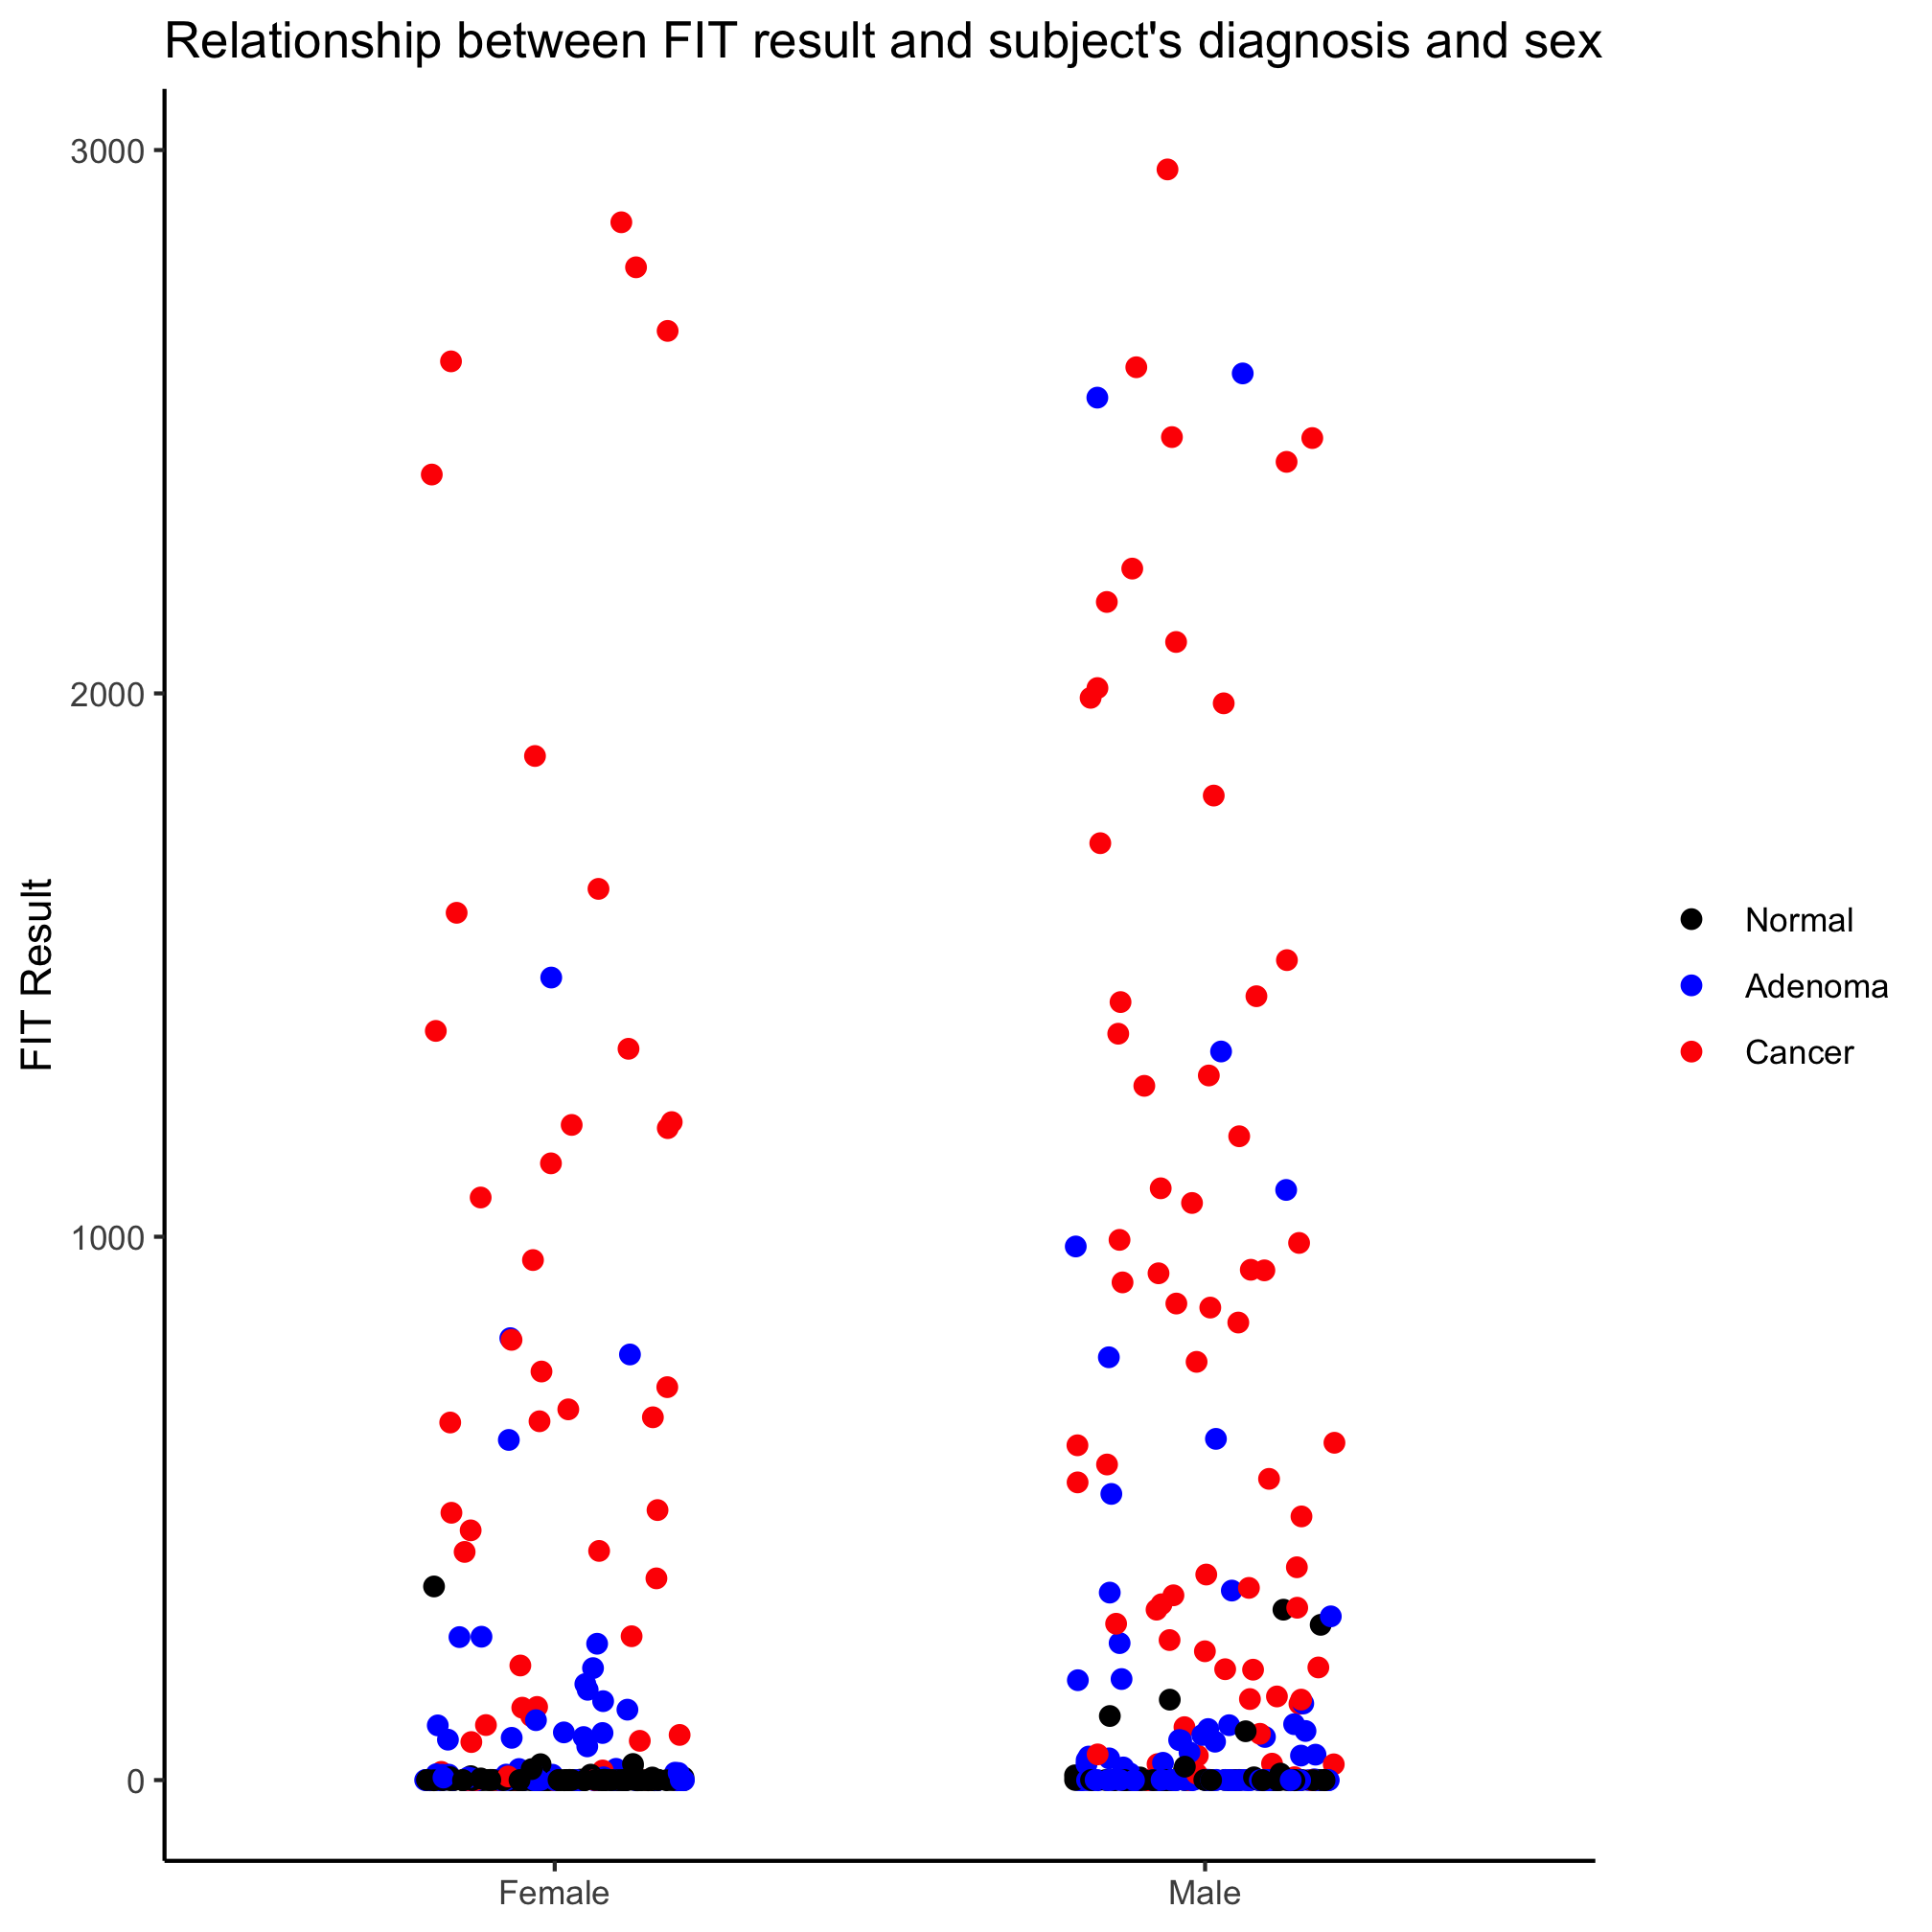 Relationship between FIT result and subject's diagnosis and sex
3000
2000
1000
0
FIT Result
Female
Male
Normal
Adenoma
Cancer